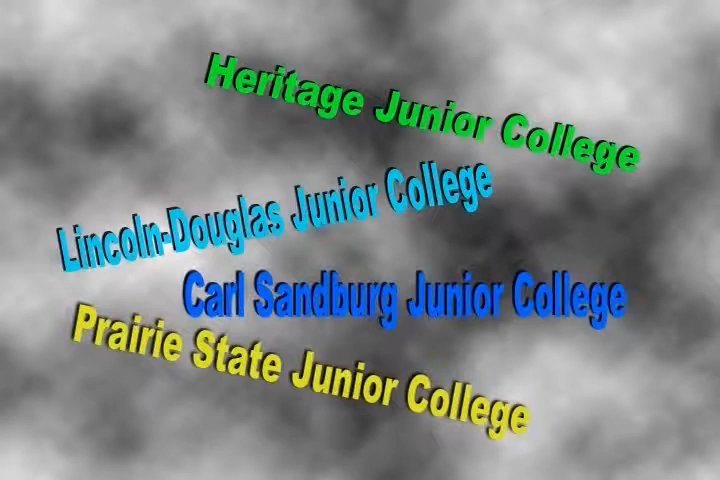 Heritage Junior College
Lincoln-Douglas Junior College
Carl Sandburg Junior College
Prairie State Junior College